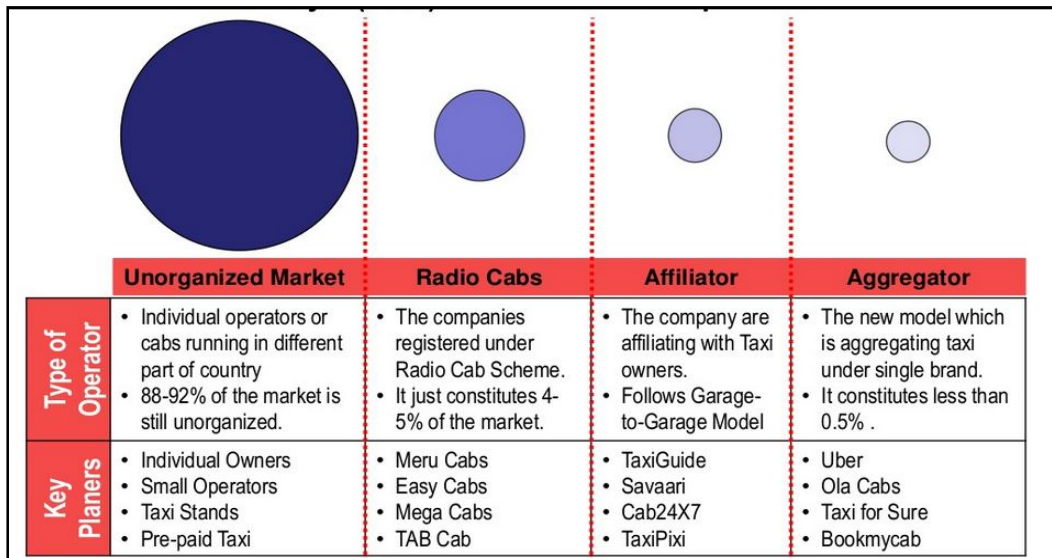 Unorganized Market
Radio Cabs
Affiliator
Aggregator
Type of
Operator
• Individual operators or
cabs running in different
part of country
• 88-92% of the market is
still unorganized.
• The companies
registered under
Radio Cab Scheme.
• It just constitutes 4-
5% of the market.
• The company are
affiliating with Taxi
owners.
• Follows Garage-
to-Garage Model
• The new model which
is aggregating taxi
under single brand.
• It constitutes less than
0.5% .
Key
Planers
• Individual Owners
• Small Operators
• Taxi Stands
• Pre-paid Taxi
• Meru Cabs
• Easy Cabs
• Mega Cabs
• TAB Cab
• TaxiGuide
• Savaari
• Cab24X7
• TaxiPixi
• Uber
• Ola Cabs
• Taxi for Sure
• Bookmycab